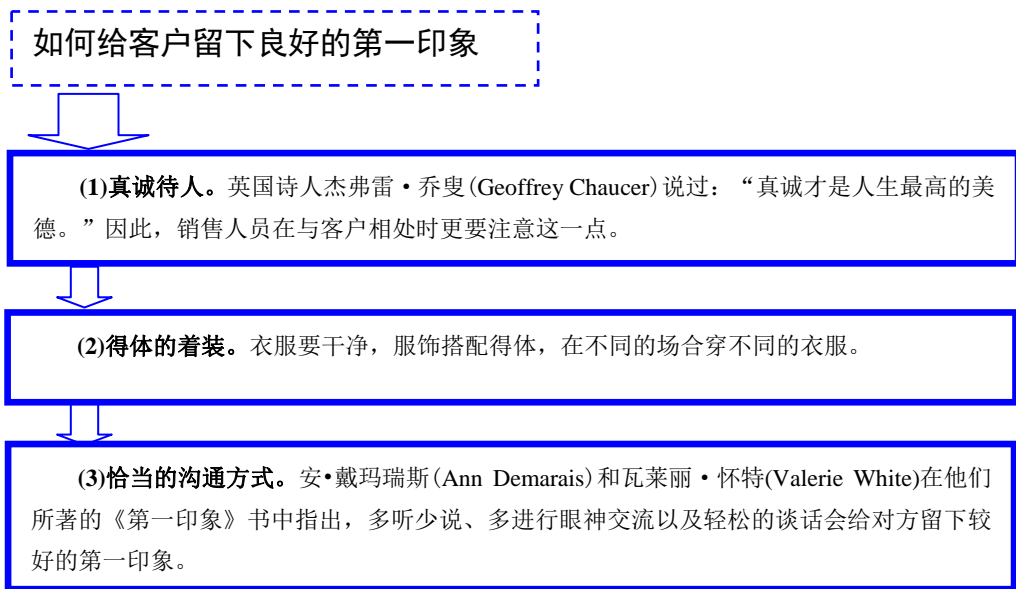 如何给客户留下良好的第一印象
(1)真诚待人。英国诗人杰弗雷·乔叟(Geoffrey Chaucer)说过：“真诚才是人生最高的美
德。”因此，销售人员在与客户相处时更要注意这一点。
(2)得体的着装。衣服要干净，服饰搭配得体，在不同的场合穿不同的衣服。
(3)恰当的沟通方式。安•戴玛瑞斯(Ann Demarais)和瓦莱丽·怀特(Valerie White)在他们
所著的《第一印象》书中指出，多听少说、多进行眼神交流以及轻松的谈话会给对方留下较
好的第一印象。